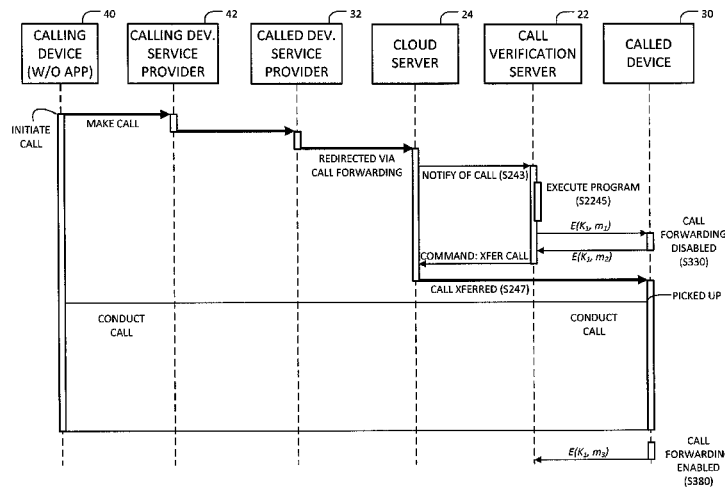 40
42
32
24
22
30
CALLING
DEVICE
(W/O APP)
CALLING DEV.
SERVICE
PROVIDER
CALLED DEV.
SERVICE
PROVIDER
CLOUD
SERVER
CALL
VERIFICATION
SERVER
CALLED
DEVICE
INITIATE
CALL
MAKE CALL
REDIRECTED VIA
CALL FORWARDING
NOTIFY OF CALL (S243)
EXECUTE PROGRAM
(S2245)
E(K₁, m₁)
CALL
FORWARDING
DISABLED
(S330)
E(K₁, m₂)
COMMAND: XFER CALL
CALL XFERRED (S247)
PICKED UP
CONDUCT
CALL
CONDUCT
CALL
E(K₁, m₃)
CALL
FORWARDING
ENABLED
(S380)